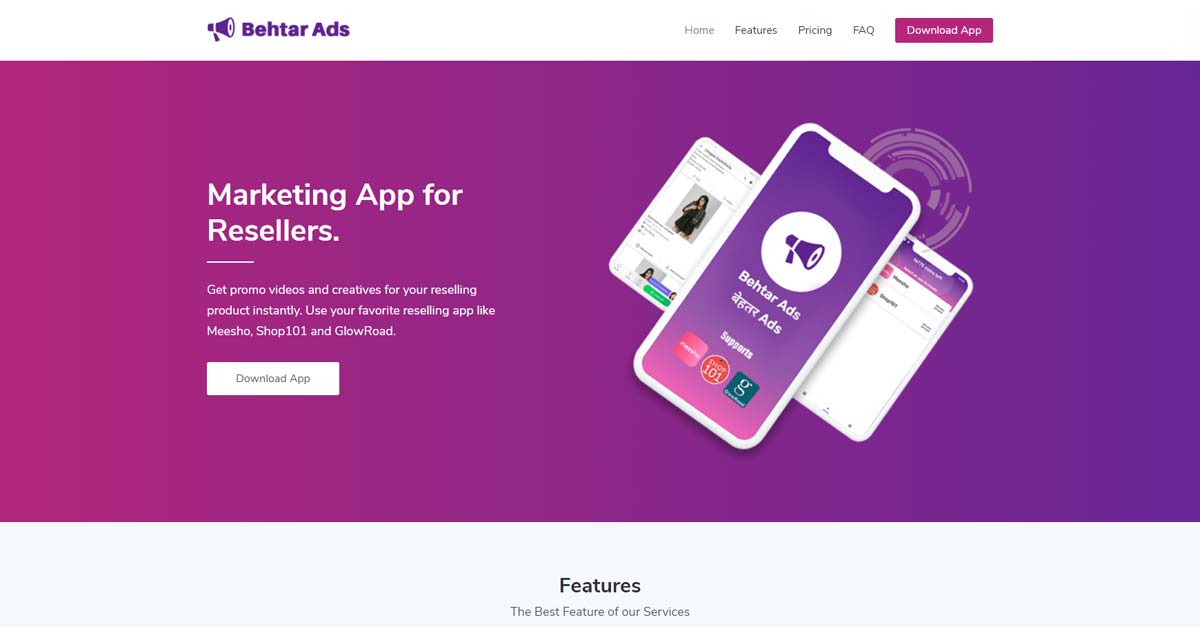 Behtar Ads
Home
Features
Pricing
FAQ
Download App
Marketing App for
Resellers.
Get promo videos and creatives for your reselling
product instantly. Use your favorite reselling app like
Meesho, Shop101 and GlowRoad.
Download App
Behtar Ads
बेहतर Ads
Supports
meesho
SHOP
101
g
GlowRoad
Meesho
Shop101
Features
The Best Feature of our Services